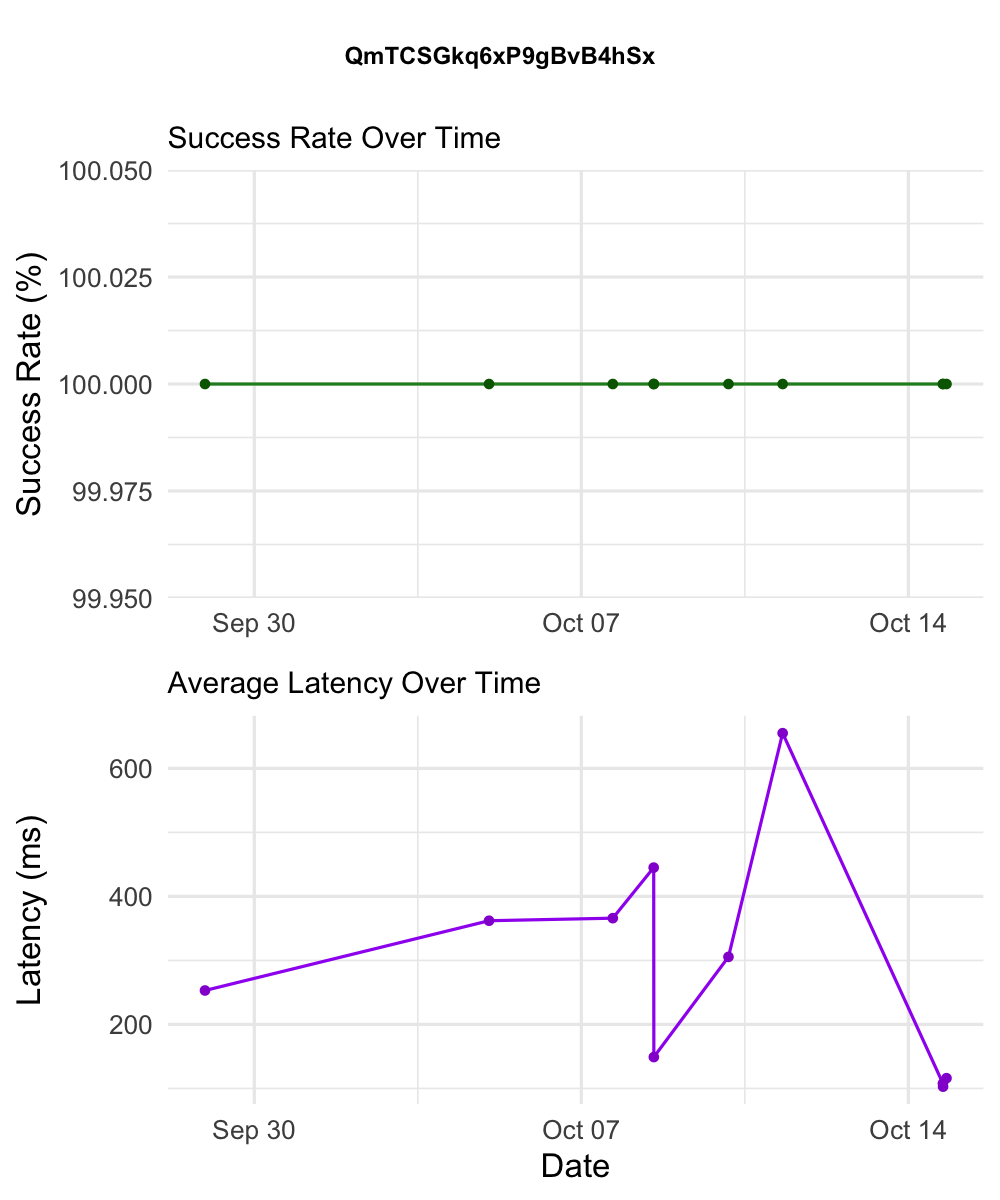 QmTCSGkq6xP9gBvB4hSx
Success Rate Over Time
Success Rate (%)
100.050
100.025
100.000
99.975
99.950
Sep 30 Oct 07 Oct 14
Average Latency Over Time
Latency (ms)
600
400
200
Sep 30 Oct 07 Oct 14
Date